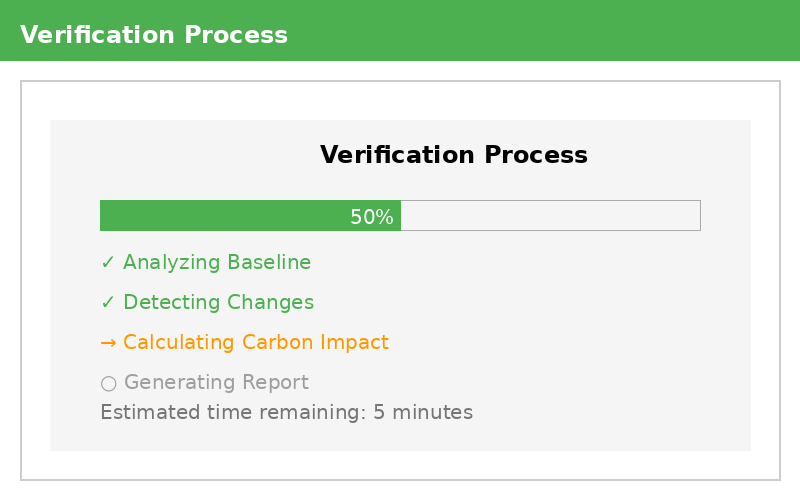 Verification Process
Verification Process
50%
✓ Analyzing Baseline
✓ Detecting Changes
→ Calculating Carbon Impact
○ Generating Report
Estimated time remaining: 5 minutes